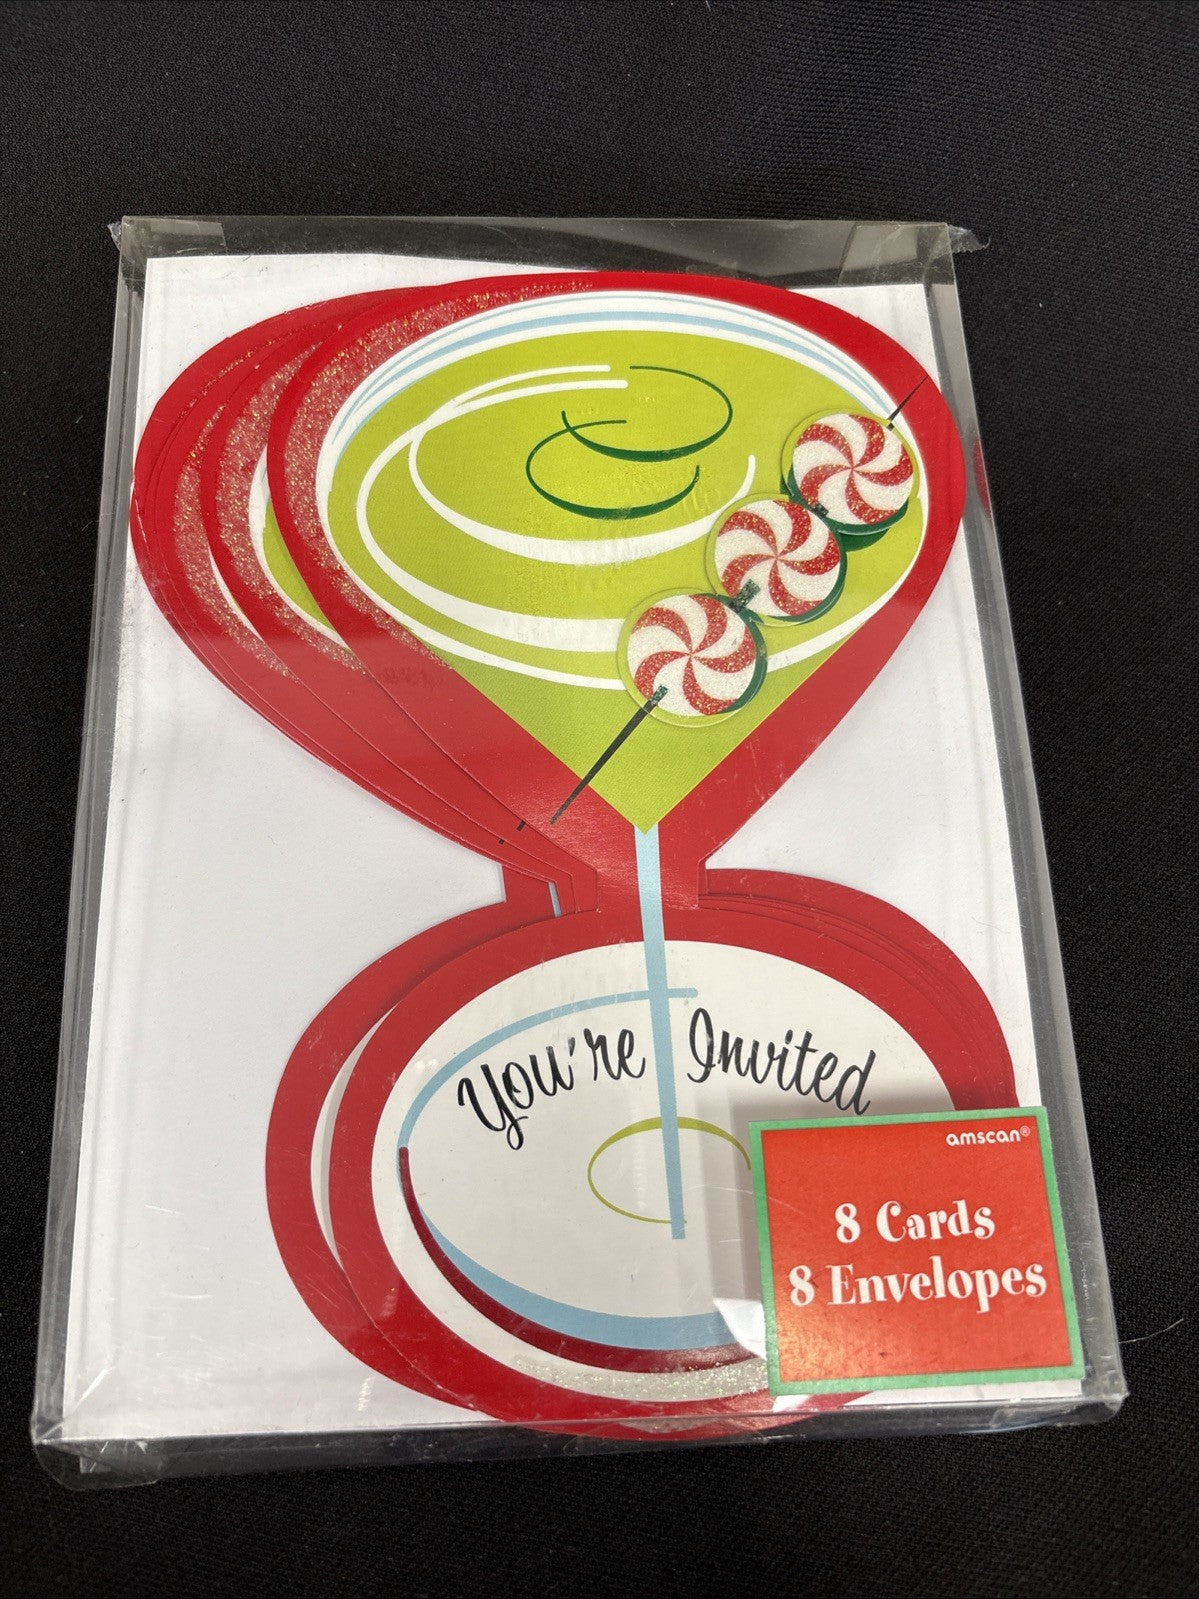 You're Invited
amscan®
8 Cards
8 Envelopes